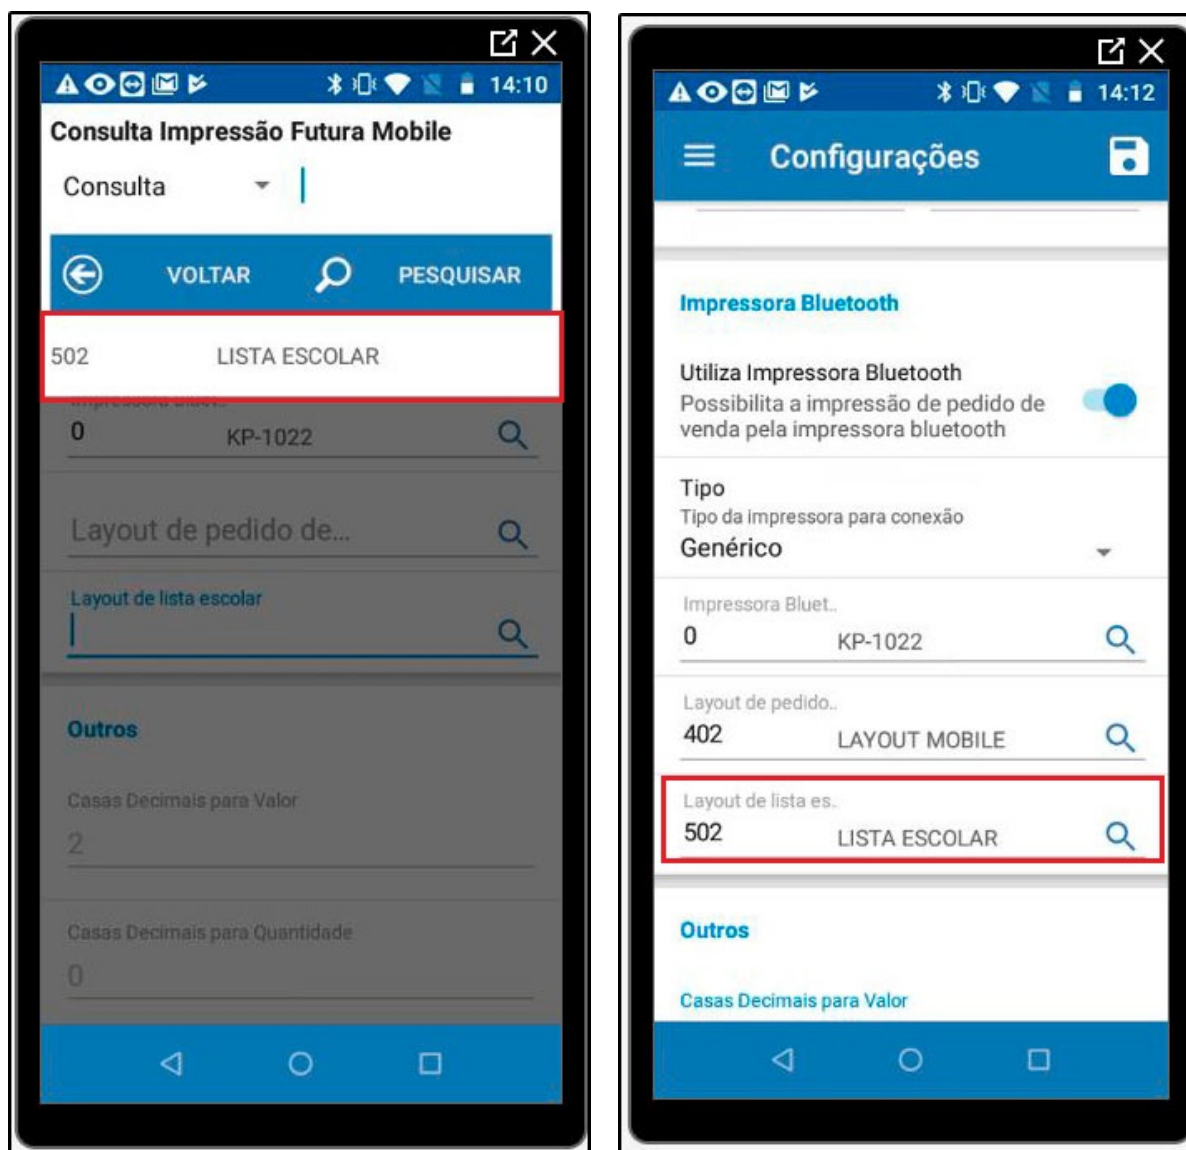 14:10
Consulta Impressão Futura Mobile
Consulta
VOLTAR PESQUISAR
502 LISTA ESCOLAR
0 KP-1022
Layout de pedido de...
Layout de lista escolar
Outros
Casas Decimais para Valor
2
Casas Decimais para Quantidade
0
14:12
Configurações
Impressora Bluetooth
Utiliza Impressora Bluetooth
Possibilita a impressão de pedido de
venda pela impressora bluetooth
Tipo
Tipo da impressora para conexão
Genérico
Impressora Bluet..
0 KP-1022
Layout de pedido..
402 LAYOUT MOBILE
Layout de lista es..
502 LISTA ESCOLAR
Outros
Casas Decimais para Valor